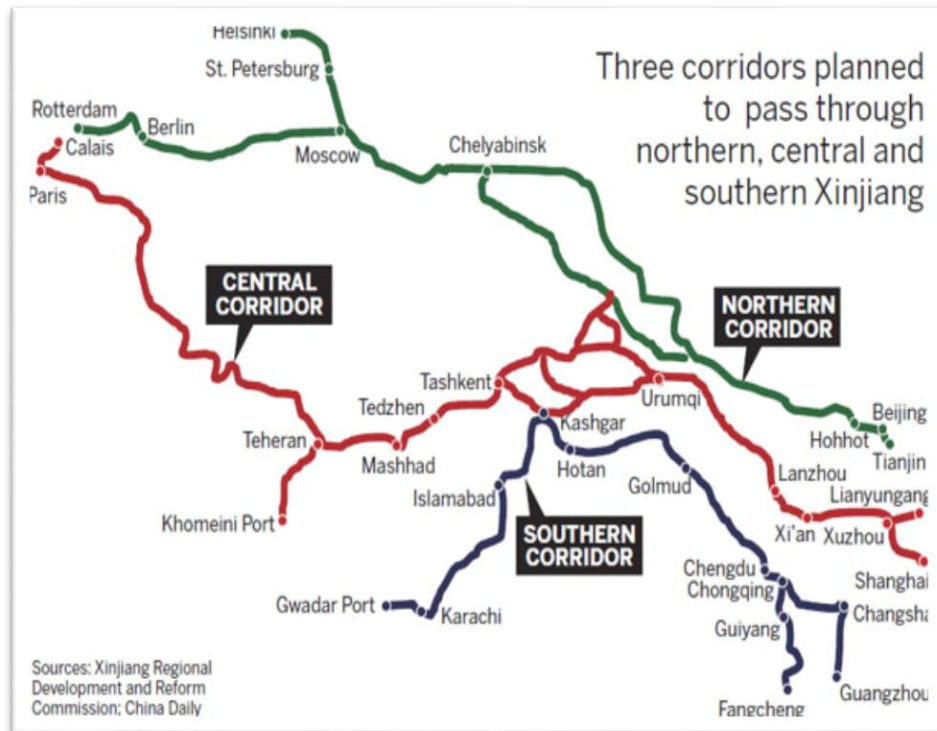 Three corridors planned
to pass through
northern, central and
southern Xinjiang
Helsinki
St. Petersburg
Rotterdam
Calais
Berlin
Moscow
Chelyabinsk
Paris
CENTRAL
CORRIDOR
NORTHERN
CORRIDOR
Tashkent
Urumqi
Tedzhen
Kashgar
Beijing
Hohhot
Teheran
Mashhad
Hotan
Tianjin
Golmud
Lanzhou
Islamabad
Lianyungang
Khomeini Port
SOUTHERN
CORRIDOR
Xi'an
Xuzhou
Chengdu
Shanghai
Chongqing
Gwadar Port
Karachi
Changsha
Guiyang
Sources: Xinjiang Regional
Development and Reform
Commission; China Daily
Guangzhou
Fangcheng